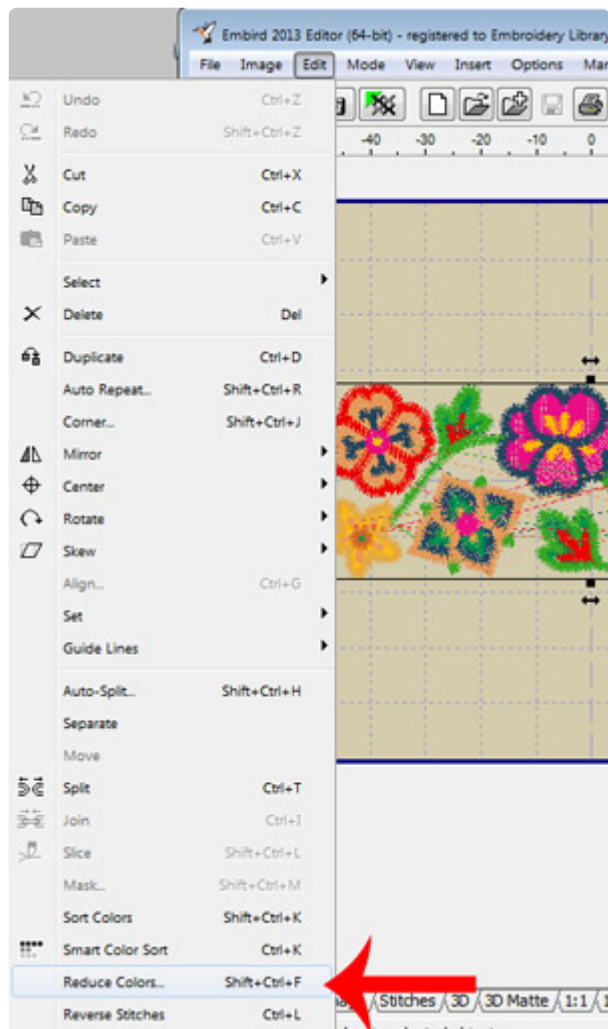 Embird 2013 Editor (64-bit) - registered to Embroidery Library
File Image Edit Mode View Insert Options Mar
Undo Ctrl+Z
Redo Shift+Ctrl+Z
-40 -30 -20 -10 0
Cut Ctrl+X
Copy Ctrl+C
Paste Ctrl+V
Select
Delete Del
Duplicate Ctrl+D
Auto Repeat... Shift+Ctrl+R
Corner... Shift+Ctrl+J
Mirror
Center
Rotate
Skew
Align... Ctrl+G
Set
Guide Lines
Auto-Split... Shift+Ctrl+H
Separate
Move
Split Ctrl+T
Join Ctrl+I
Slice Shift+Ctrl+L
Mask... Shift+Ctrl+M
Sort Colors Shift+Ctrl+K
Smart Color Sort Ctrl+K
Reduce Colors... Shift+Ctrl+F
Stitches 3D 3D Matte 1:1 1
Reverse Stitches Ctrl+L